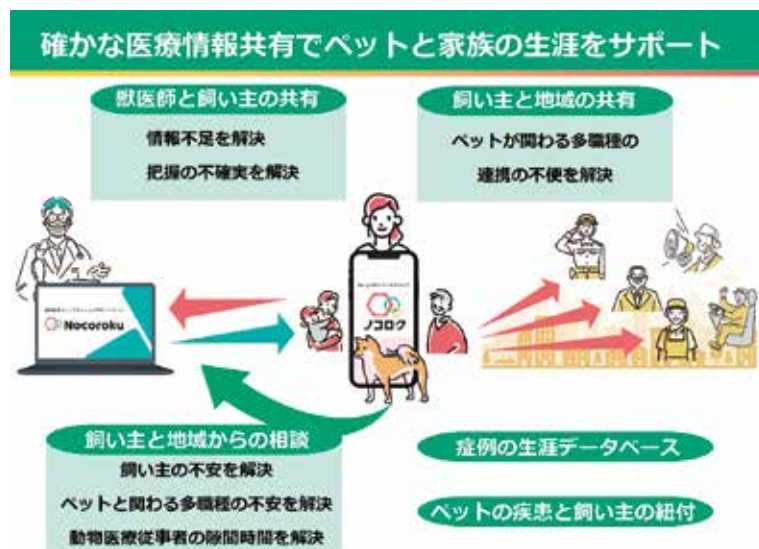 確かな医療情報共有でペットと家族の生涯をサポート
獣医師と飼い主の共有
情報不足を解決
把握の不確実を解決
飼い主と地域の共有
ペットが関わる多職種の
連携の不便を解決
Nocoroku
ノコロク
飼い主と地域からの相談
飼い主の不安を解決
ペットと関わる多職種の不安を解決
動物医療従事者の隙間時間を解決
症例の生涯データベース
ペットの疾患と飼い主の紐付